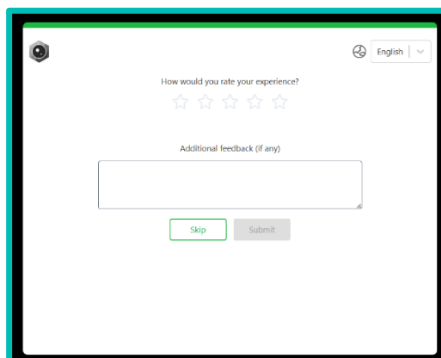 English
How would you rate your experience?
Additional feedback (if any)
Skip
Submit